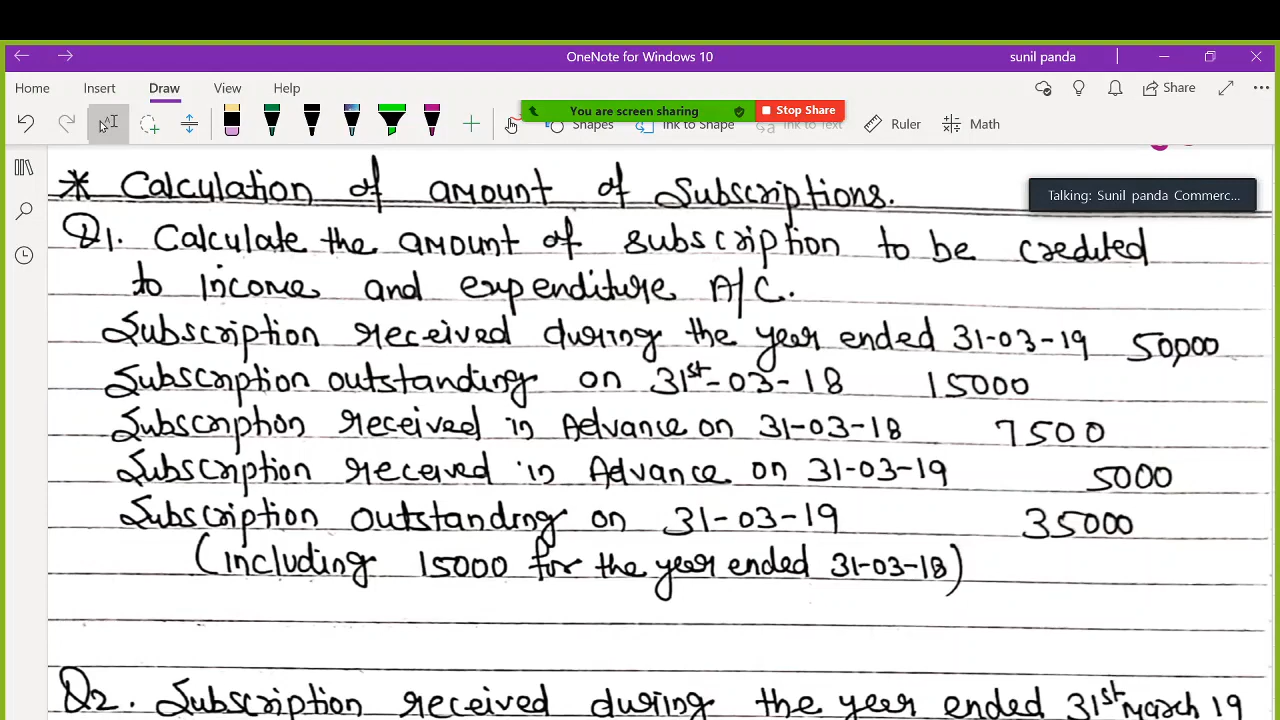 OneNote for Windows 10
sunil panda
Home Insert Draw View Help
Share
You are screen sharing
Stop Share
Shapes Ink to Shape Ink to Text Ruler Math
Talking: Sunil panda Commerc...
* Calculation of amount of Subscriptions.
Q1. Calculate the amount of subscription to be credited
to Income and expenditure A/C.
Subscription received during the year ended 31-03-19 50,000
Subscription outstanding on 31st-03-18 15000
Subscription received in Advance on 31-03-18 7500
Subscription received in Advance on 31-03-19 5000
Subscription outstanding on 31-03-19 35000
(including 15000 for the year ended 31-03-18)
Q2. Subscription received during the year ended 31st March 19